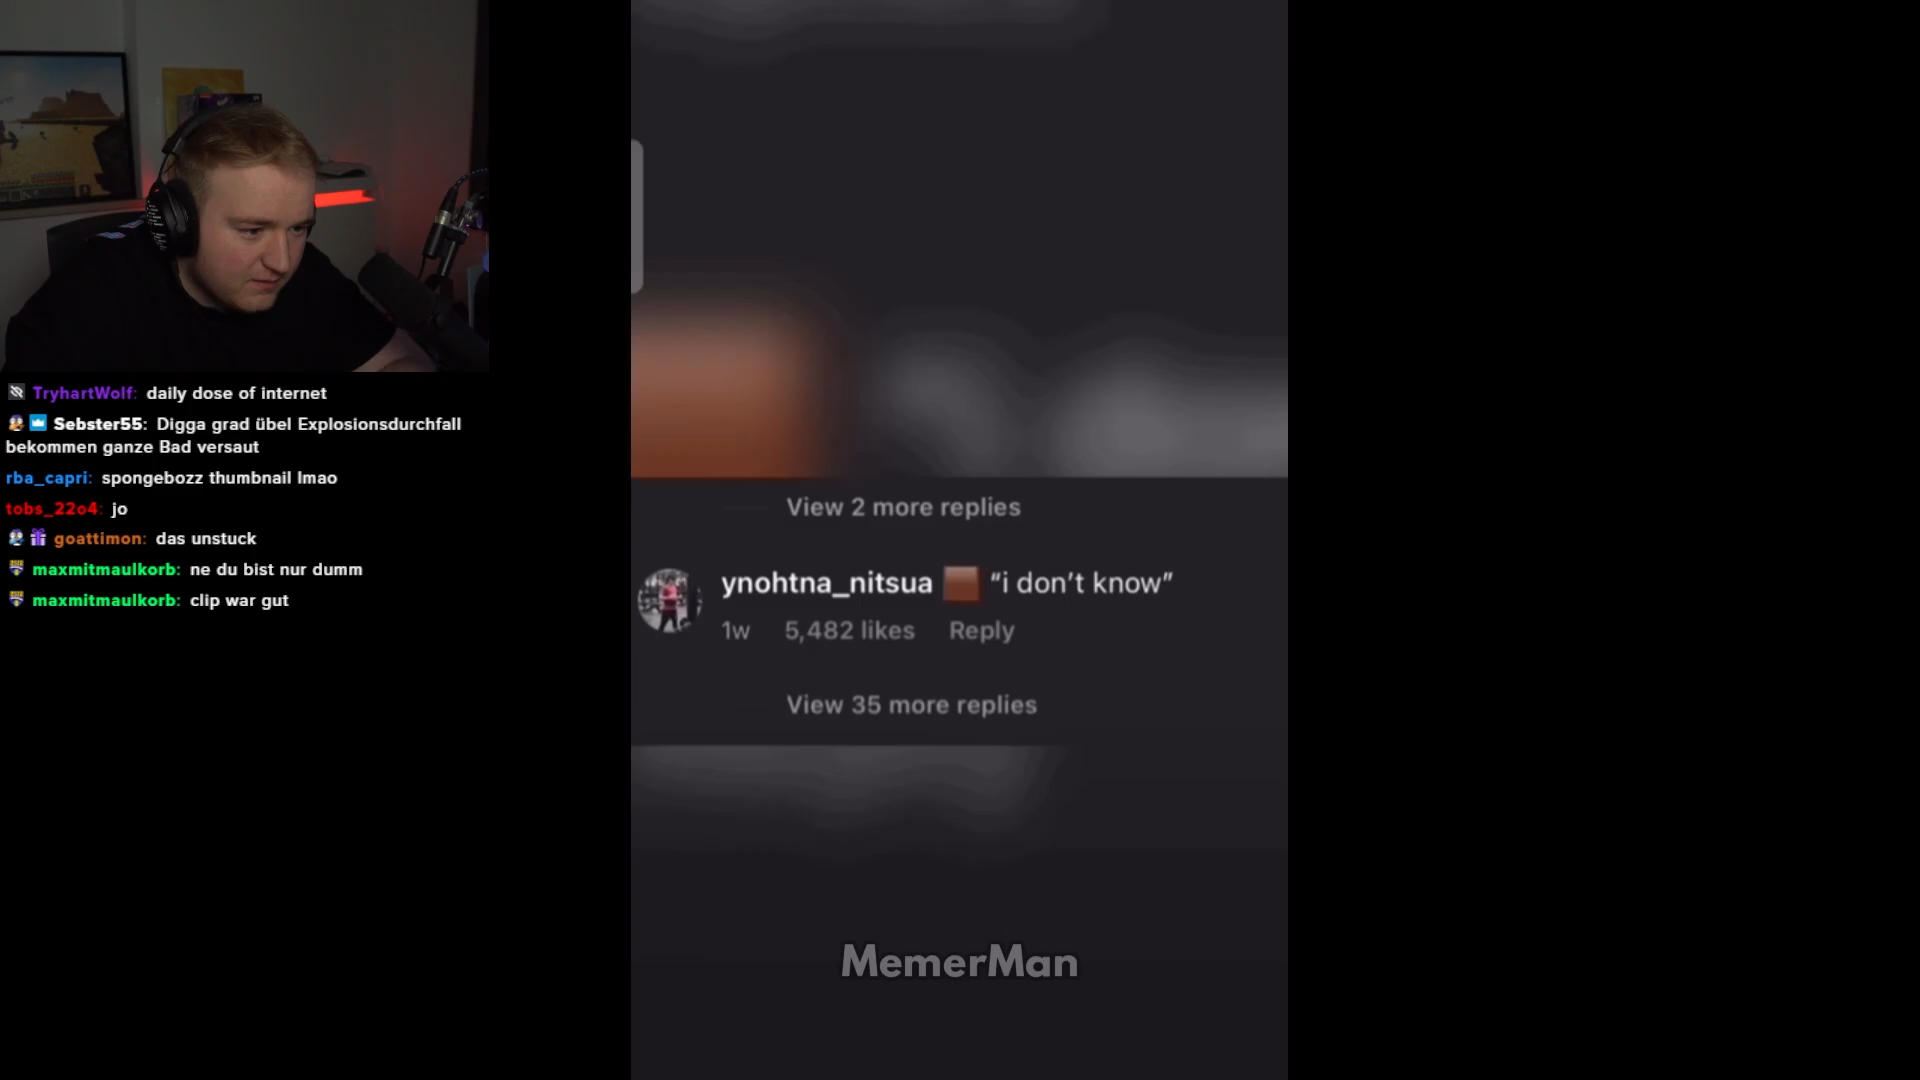 TryhartWolf: daily dose of internet
Sebster55: Digga grad übel Explosionsdurchfall
bekommen ganze Bad versaut
rba_capri: spongebozz thumbnail lmao
tobs_22o4: jo
goattimon: das unstuck
maxmitmaulkorb: ne du bist nur dumm
maxmitmaulkorb: clip war gut
View 2 more replies
ynohtna_nitsua 🟫 “i don’t know”
1w 5,482 likes Reply
View 35 more replies
MemerMan